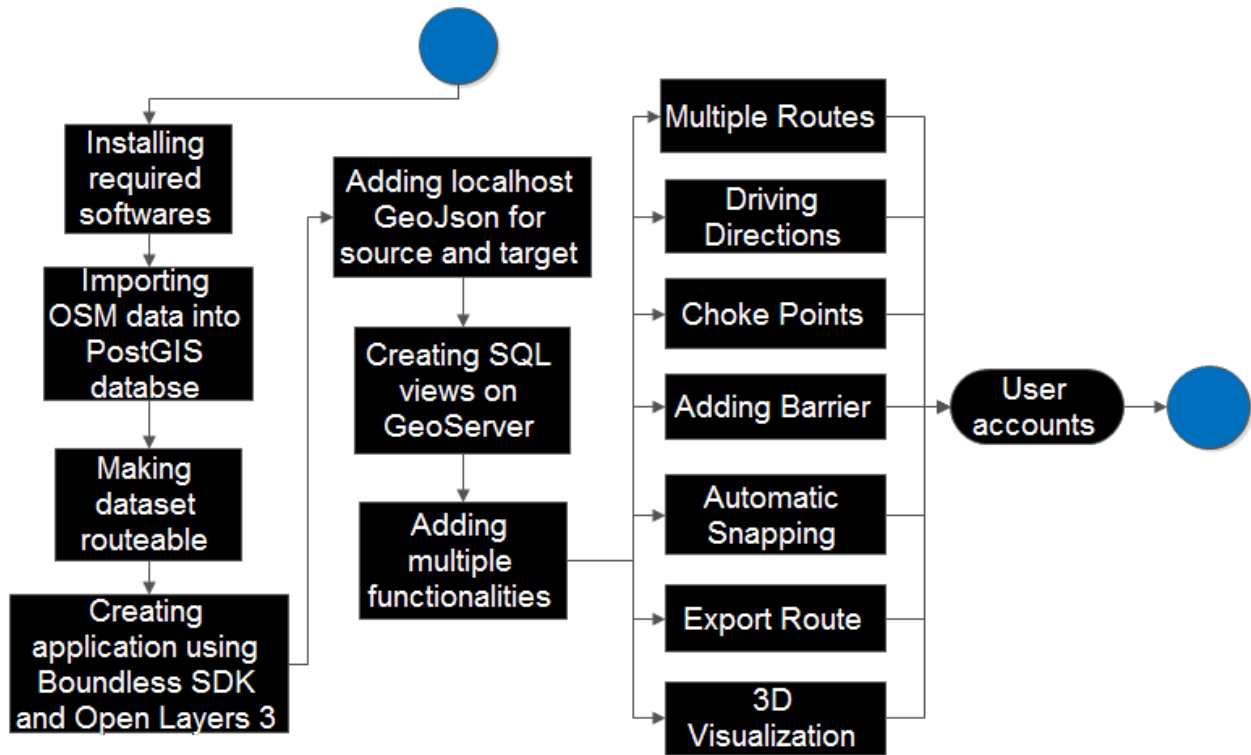 Installing
required
softwares
Importing
OSM data into
PostGIS
databse
Making
dataset
routeable
Creating
application using
Boundless SDK
and Open Layers 3
Adding localhost
GeoJson for
source and target
Creating SQL
views on
GeoServer
Adding
multiple
functionalities
Multiple Routes
Driving
Directions
Choke Points
Adding Barrier
Automatic
Snapping
Export Route
3D
Visualization
User
accounts